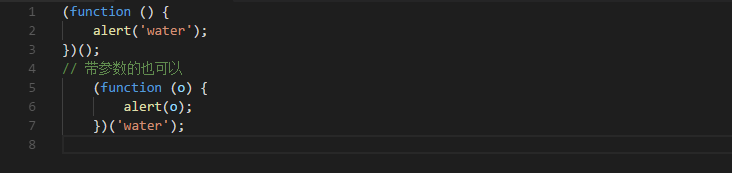 1 (function () {
2     alert('water');
3 })();
4 // 带参数的也可以
5     (function (o) {
6         alert(o);
7     })('water');
8